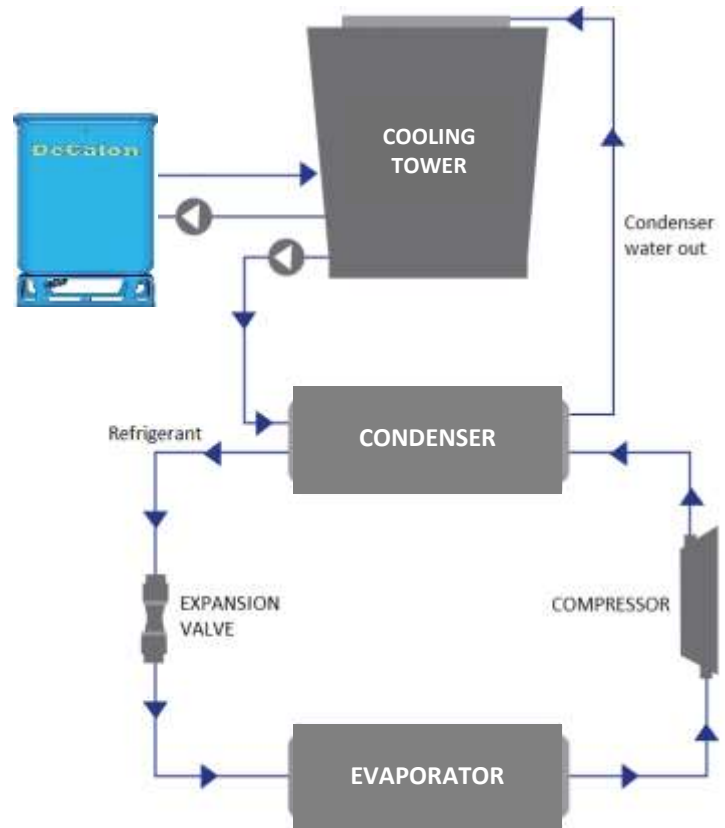 COOLING
TOWER
DeCalon
Condenser
water out
Refrigerant
CONDENSER
EXPANSION
VALVE
COMPRESSOR
EVAPORATOR